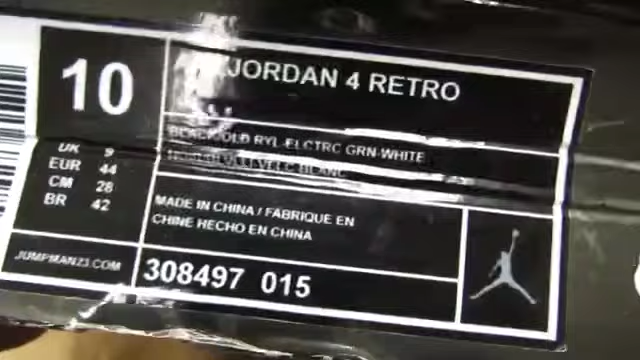 10
JORDAN 4 RETRO
BLACK/OLD RYL-ELCTRC GRN-WHITE
BLANC
UK 9
EUR 44
CM 28
BR 42
MADE IN CHINA / FABRIQUE EN
CHINE HECHO EN CHINA
JUMPMAN23.COM
308497 015